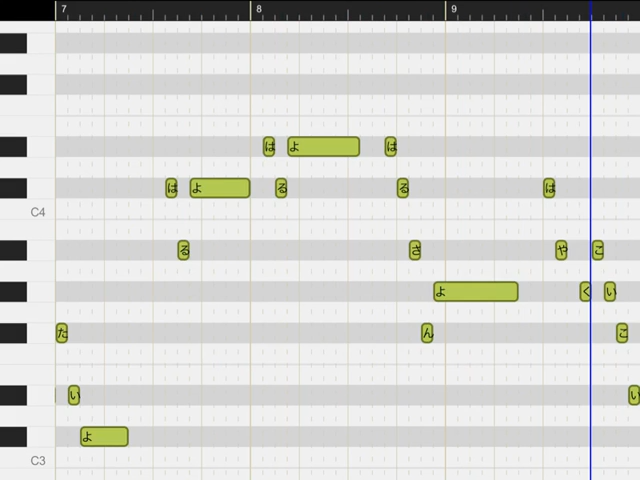 7 8 9
は よ は
は よ る る は
C4
る さ や こ
よ く い
た ん こ
い い
よ
C3